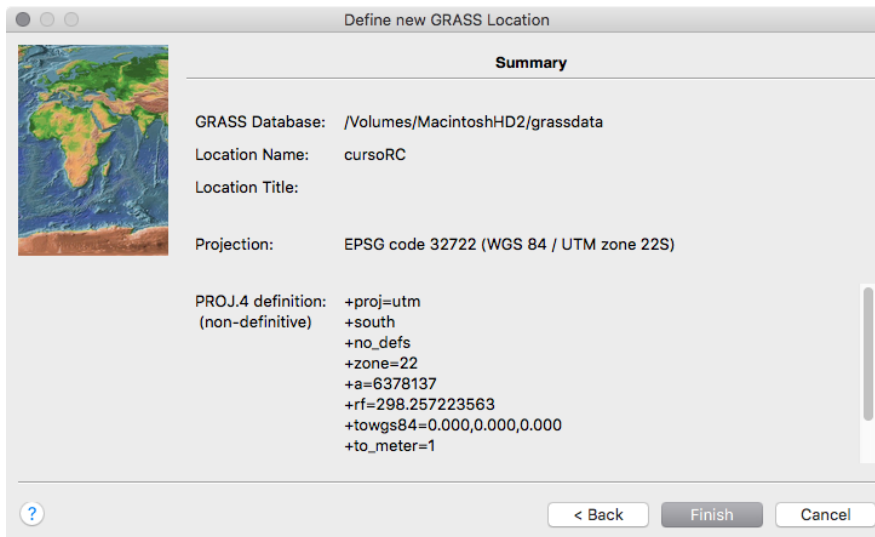 Define new GRASS Location
Summary
GRASS Database: /Volumes/MacintoshHD2/grassdata
Location Name: cursoRC
Location Title:
Projection: EPSG code 32722 (WGS 84 / UTM zone 22S)
PROJ.4 definition: +proj=utm
(non-definitive) +south
+no_defs
+zone=22
+a=6378137
+rf=298.257223563
+towgs84=0.000,0.000,0.000
+to_meter=1
? < Back Finish Cancel